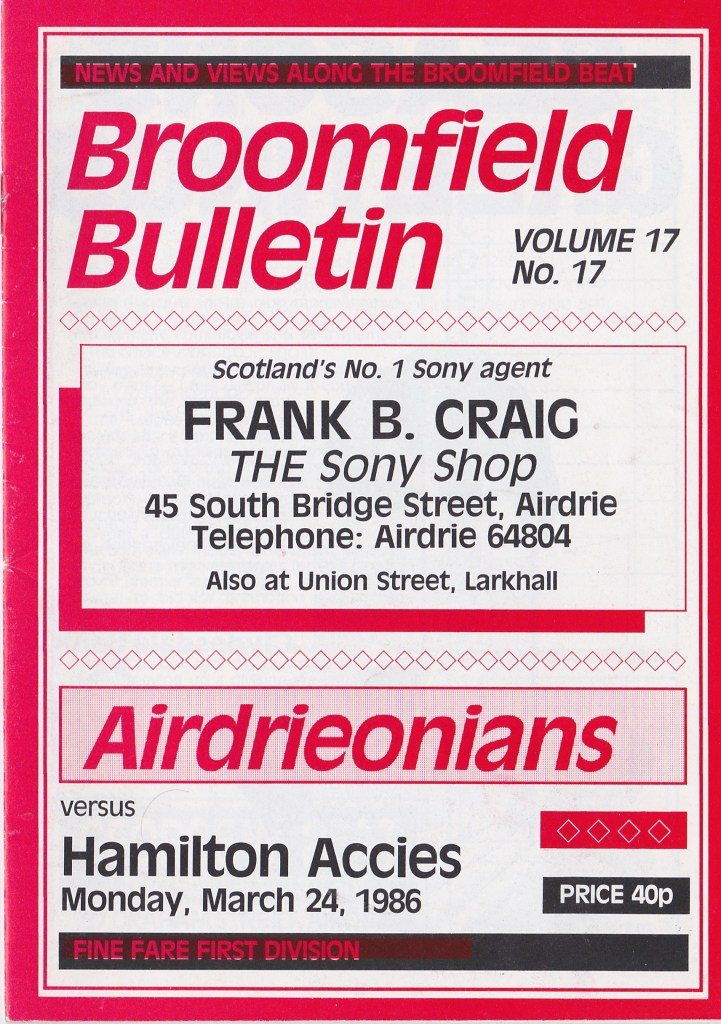 NEWS AND VIEWS ALONG THE BROOMFIELD BEAT
Broomfield
Bulletin
VOLUME 17
No. 17
Scotland's No. 1 Sony agent
FRANK B. CRAIG
THE Sony Shop
45 South Bridge Street, Airdrie
Telephone: Airdrie 64804
Also at Union Street, Larkhall
Airdrieonians
versus
Hamilton Accies
Monday, March 24, 1986
PRICE 40p
FINE FARE FIRST DIVISION